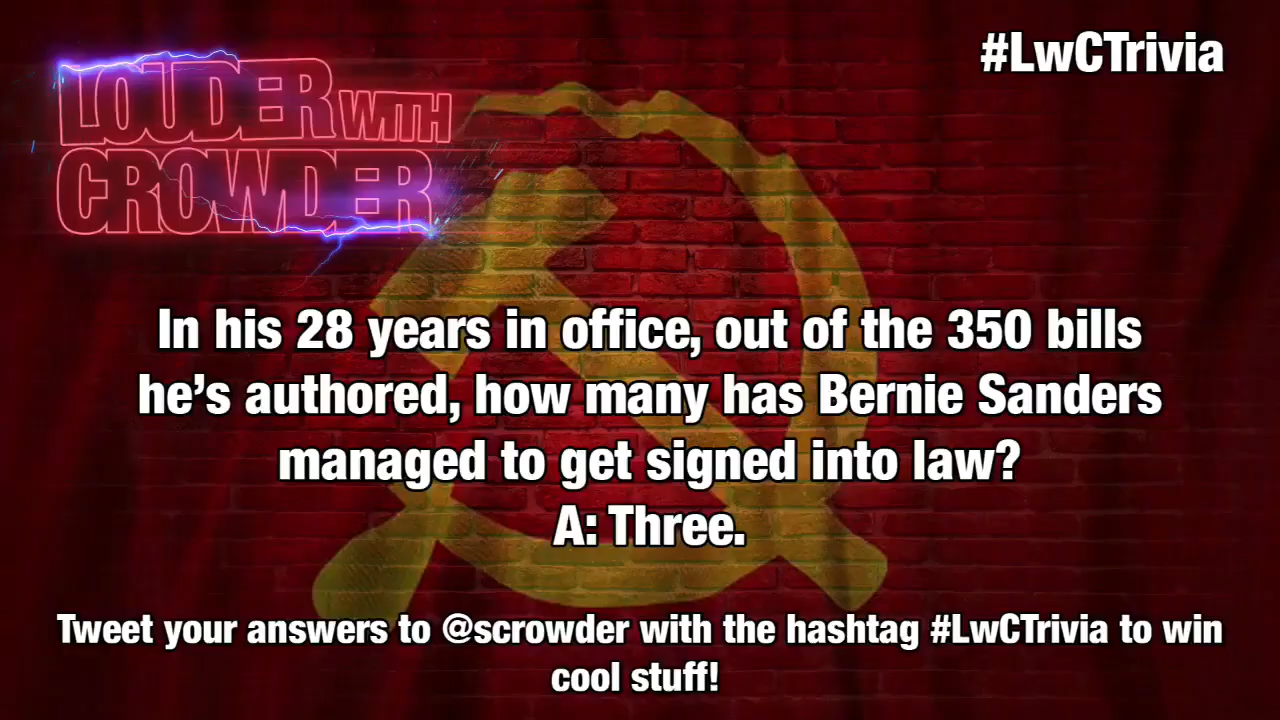 #LwCTrivia
LOUDER WITH
CROWDER
In his 28 years in office, out of the 350 bills
he’s authored, how many has Bernie Sanders
managed to get signed into law?
A: Three.
Tweet your answers to @scrowder with the hashtag #LwCTrivia to win
cool stuff!